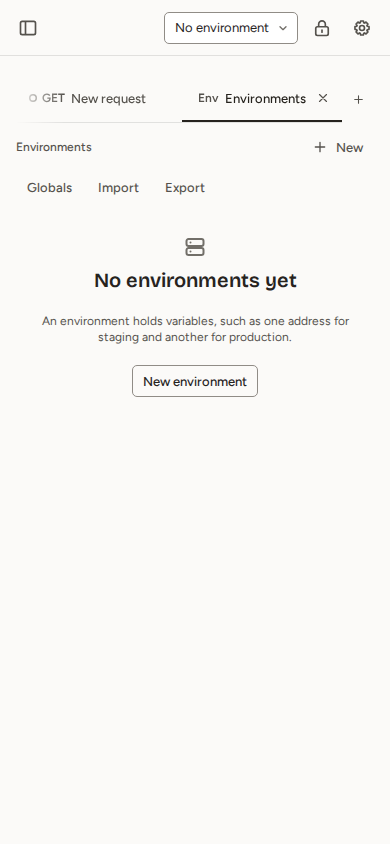 No environment
GET New request
Env Environments
Environments
New
Globals Import Export
No environments yet
An environment holds variables, such as one address for
staging and another for production.
New environment